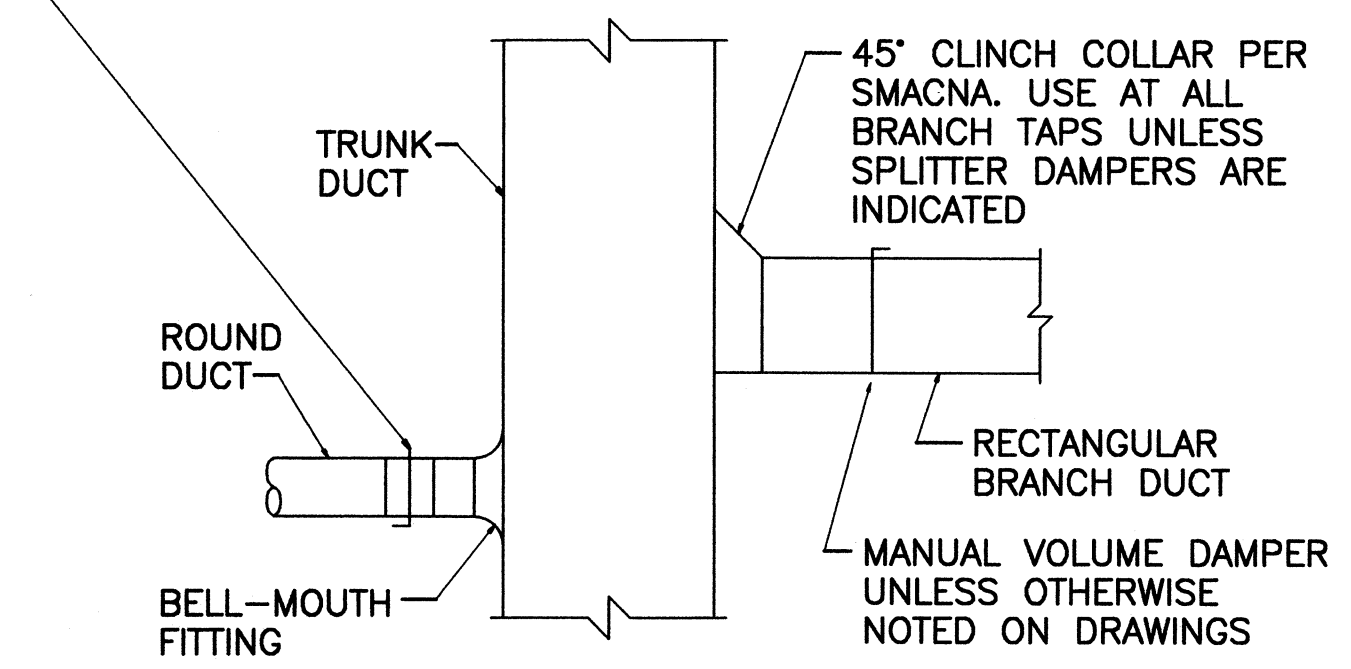 45° CLINCH COLLAR PER
SMACNA. USE AT ALL
BRANCH TAPS UNLESS
SPLITTER DAMPERS ARE
INDICATED
TRUNK
DUCT
ROUND
DUCT
RECTANGULAR
BRANCH DUCT
MANUAL VOLUME DAMPER
UNLESS OTHERWISE
NOTED ON DRAWINGS
BELL-MOUTH
FITTING